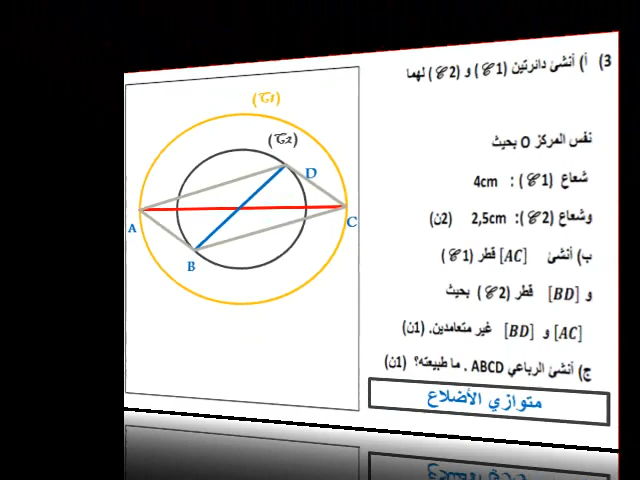 3) أ) أنشئ دائرتين (𝒞1) و (𝒞2) لهما
نفس المركز O بحيث
شعاع (𝒞1) : 4cm
وشعاع (𝒞2): 2,5cm (2ن)
ب) أنشئ [AC] قطر (𝒞1)
و [BD] قطر (𝒞2) بحيث
[AC] و [BD] غير متعامدين. (1ن)
ج) أنشئ الرباعي ABCD . ما طبيعته؟ (1ن)
متوازي الأضلاع
(𝒞1)
(𝒞2)
D
A
C
B